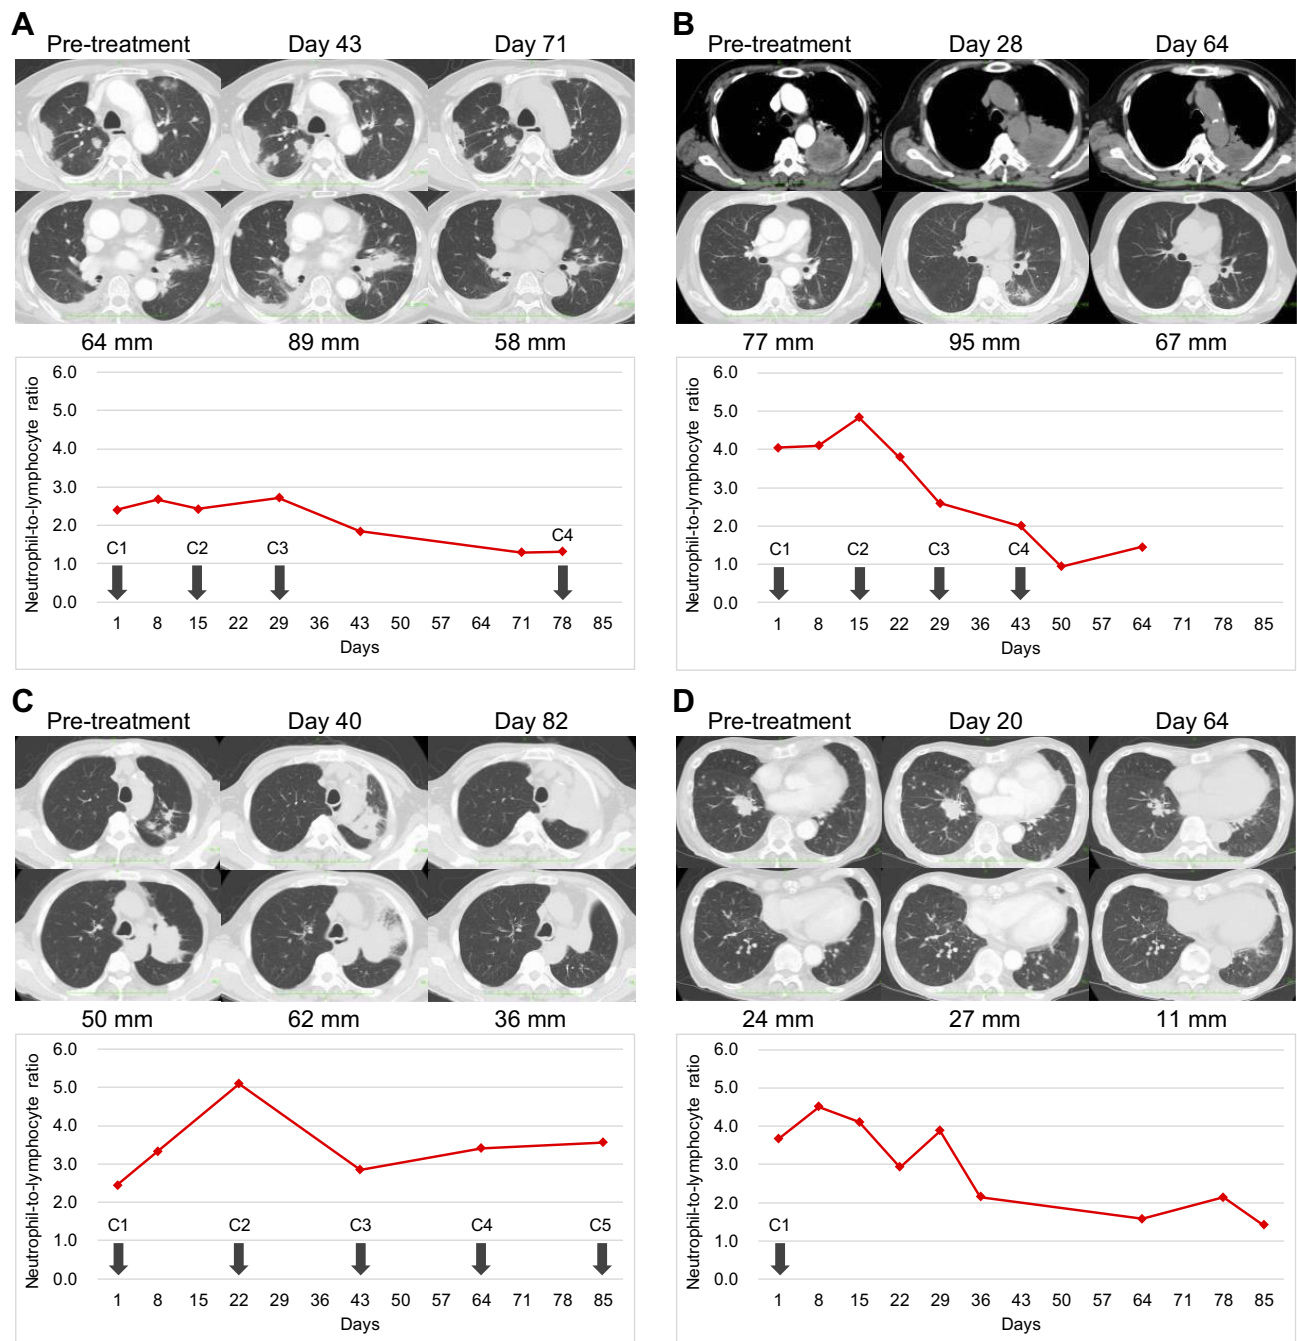 A
Pre-treatment Day 43 Day 71
64 mm 89 mm 58 mm
Neutrophil-to-lymphocyte ratio
6.0
5.0
4.0
3.0
2.0
1.0
0.0
C1 C2 C3 C4
1 8 15 22 29 36 43 50 57 64 71 78 85
Days
B
Pre-treatment Day 28 Day 64
77 mm 95 mm 67 mm
Neutrophil-to-lymphocyte ratio
6.0
5.0
4.0
3.0
2.0
1.0
0.0
C1 C2 C3 C4
1 8 15 22 29 36 43 50 57 64 71 78 85
Days
C
Pre-treatment Day 40 Day 82
50 mm 62 mm 36 mm
Neutrophil-to-lymphocyte ratio
6.0
5.0
4.0
3.0
2.0
1.0
0.0
C1 C2 C3 C4 C5
1 8 15 22 29 36 43 50 57 64 71 78 85
Days
D
Pre-treatment Day 20 Day 64
24 mm 27 mm 11 mm
Neutrophil-to-lymphocyte ratio
6.0
5.0
4.0
3.0
2.0
1.0
0.0
C1
1 8 15 22 29 36 43 50 57 64 71 78 85
Days